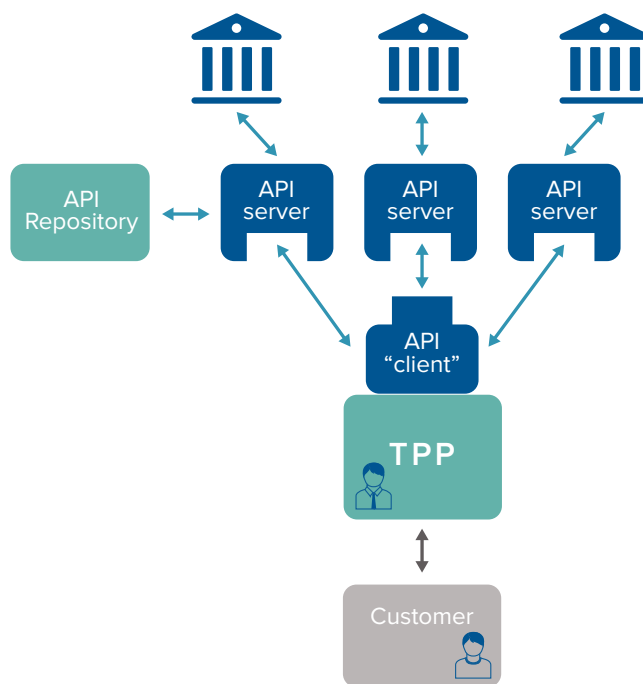 API
Repository
API
server
API
server
API
server
API
“client”
TPP
Customer